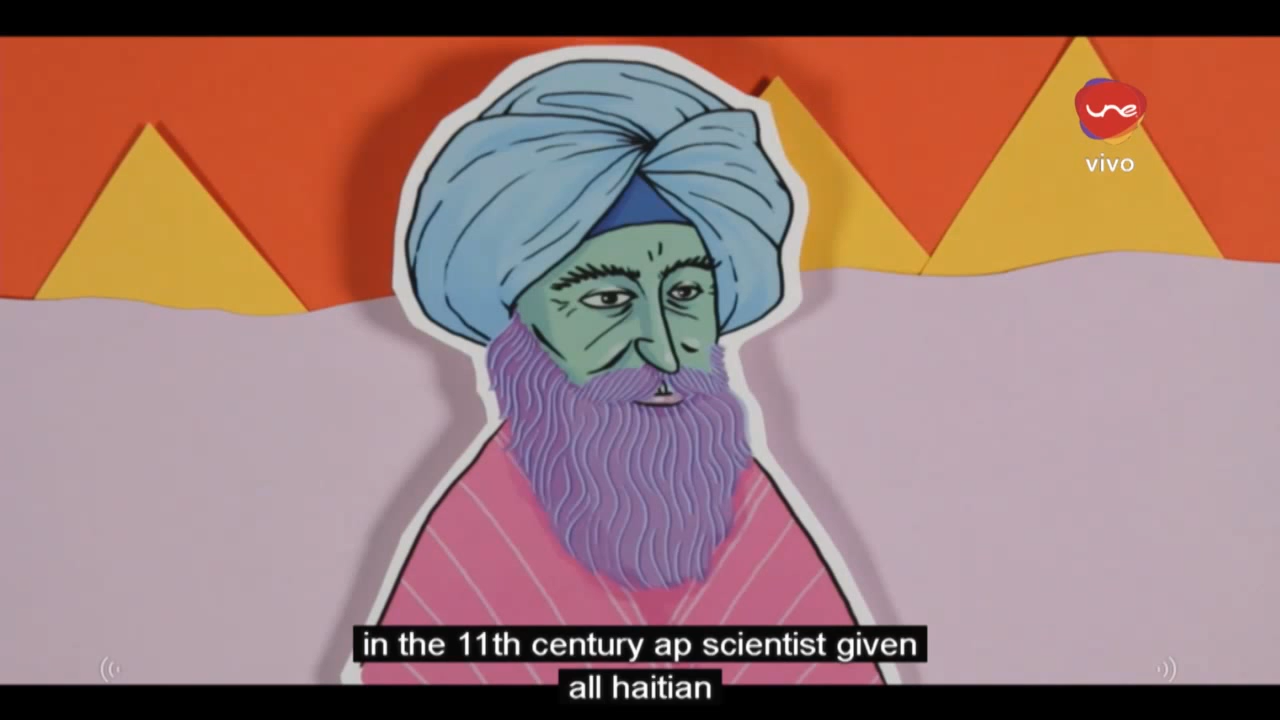 une
vivo
in the 11th century ap scientist given
all haitian